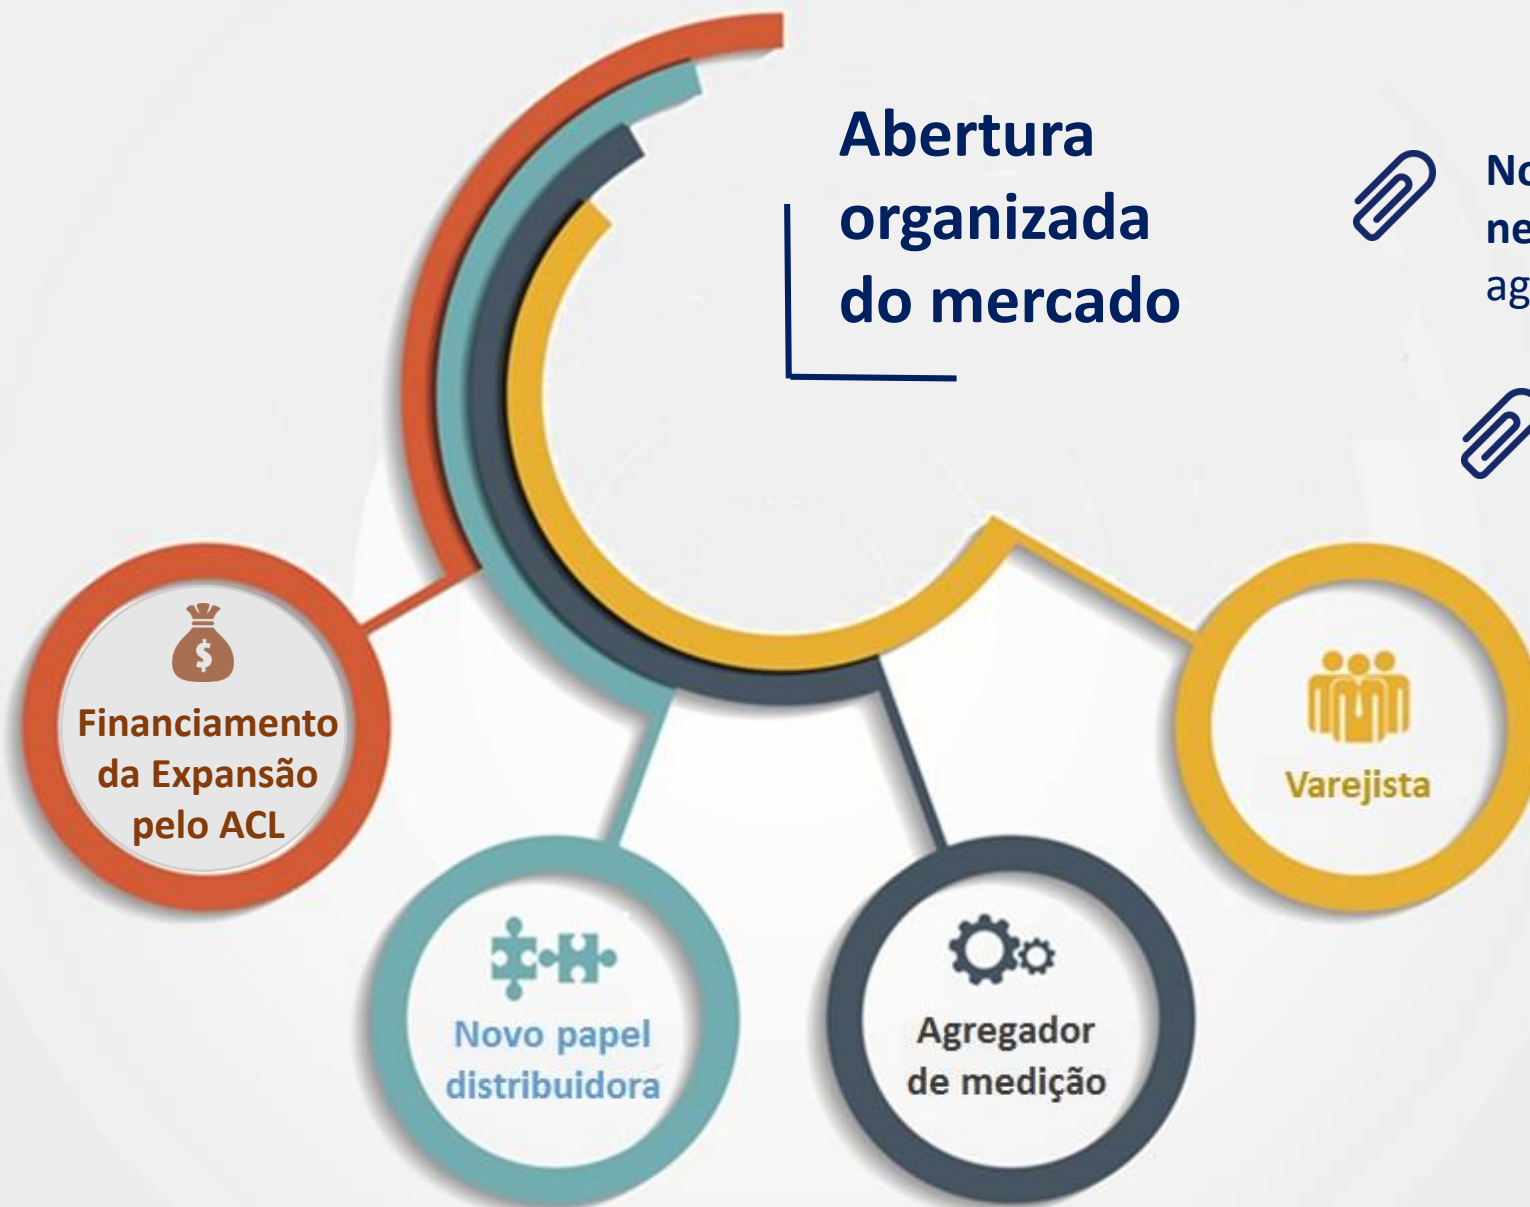 Abertura
organizada
do mercado
Financiamento
da Expansão
pelo ACL
Novo papel
distribuidora
Agregador
de medição
Varejista